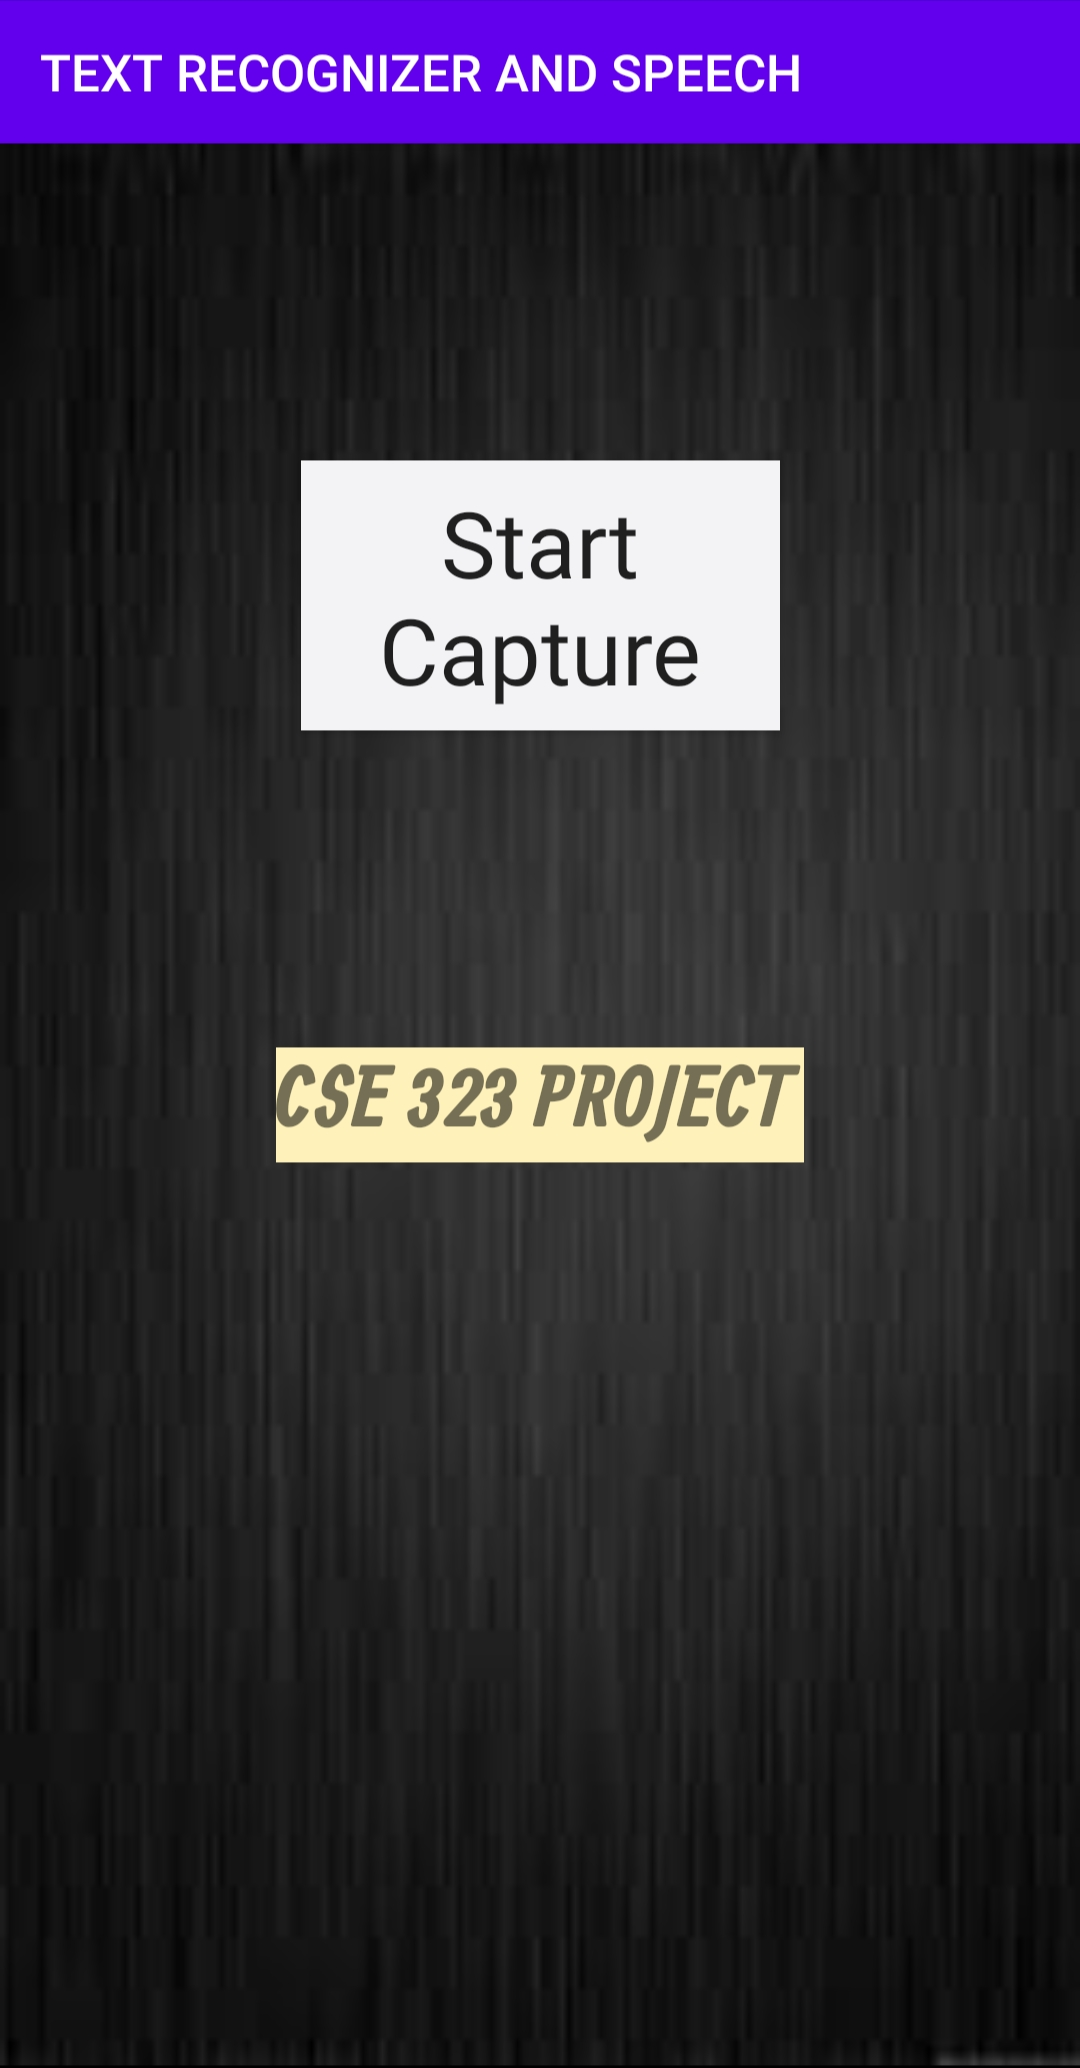 TEXT RECOGNIZER AND SPEECH
Start
Capture
CSE 323 PROJECT